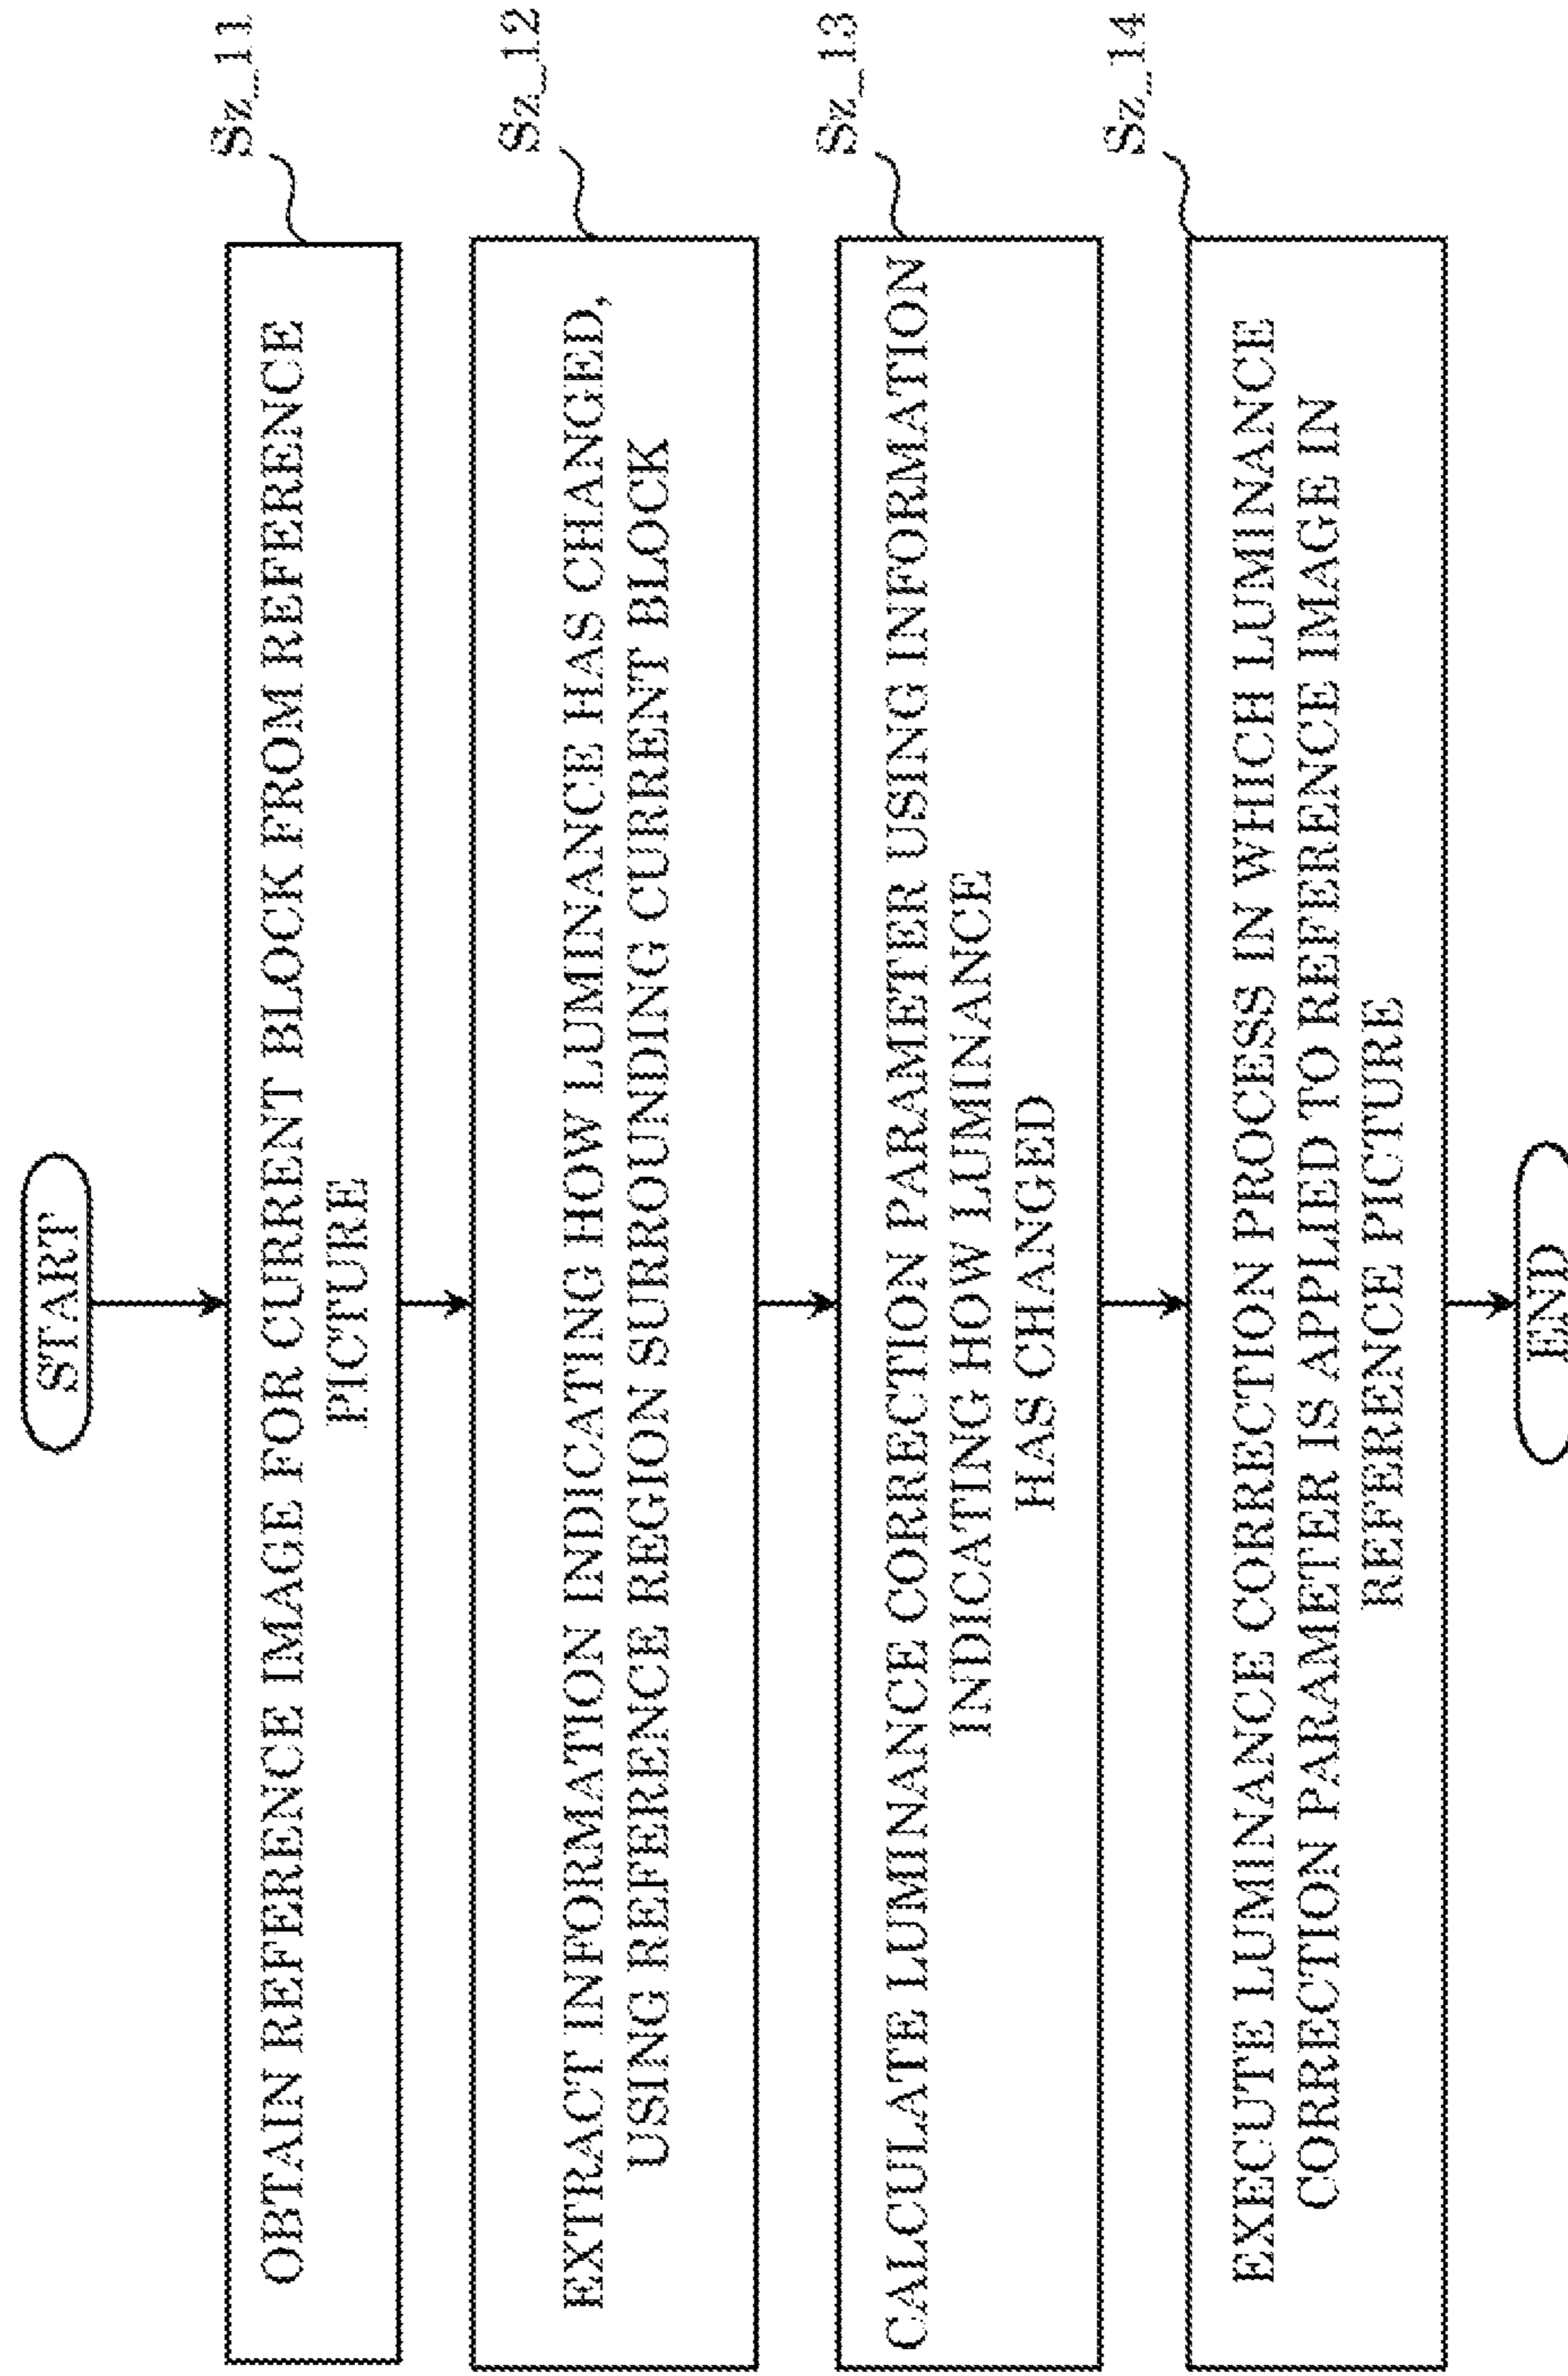 START
OBTAIN REFERENCE IMAGE FOR CURRENT BLOCK FROM REFERENCE
PICTURE
Sz_11
EXTRACT INFORMATION INDICATING HOW LUMINANCE HAS CHANGED,
USING REFERENCE REGION SURROUNDING CURRENT BLOCK
Sz_12
CALCULATE LUMINANCE CORRECTION PARAMETER USING INFORMATION
INDICATING HOW LUMINANCE
HAS CHANGED
Sz_13
EXECUTE LUMINANCE CORRECTION PROCESS IN WHICH LUMINANCE
CORRECTION PARAMETER IS APPLIED TO REFERENCE IMAGE IN
REFERENCE PICTURE
Sz_14
END